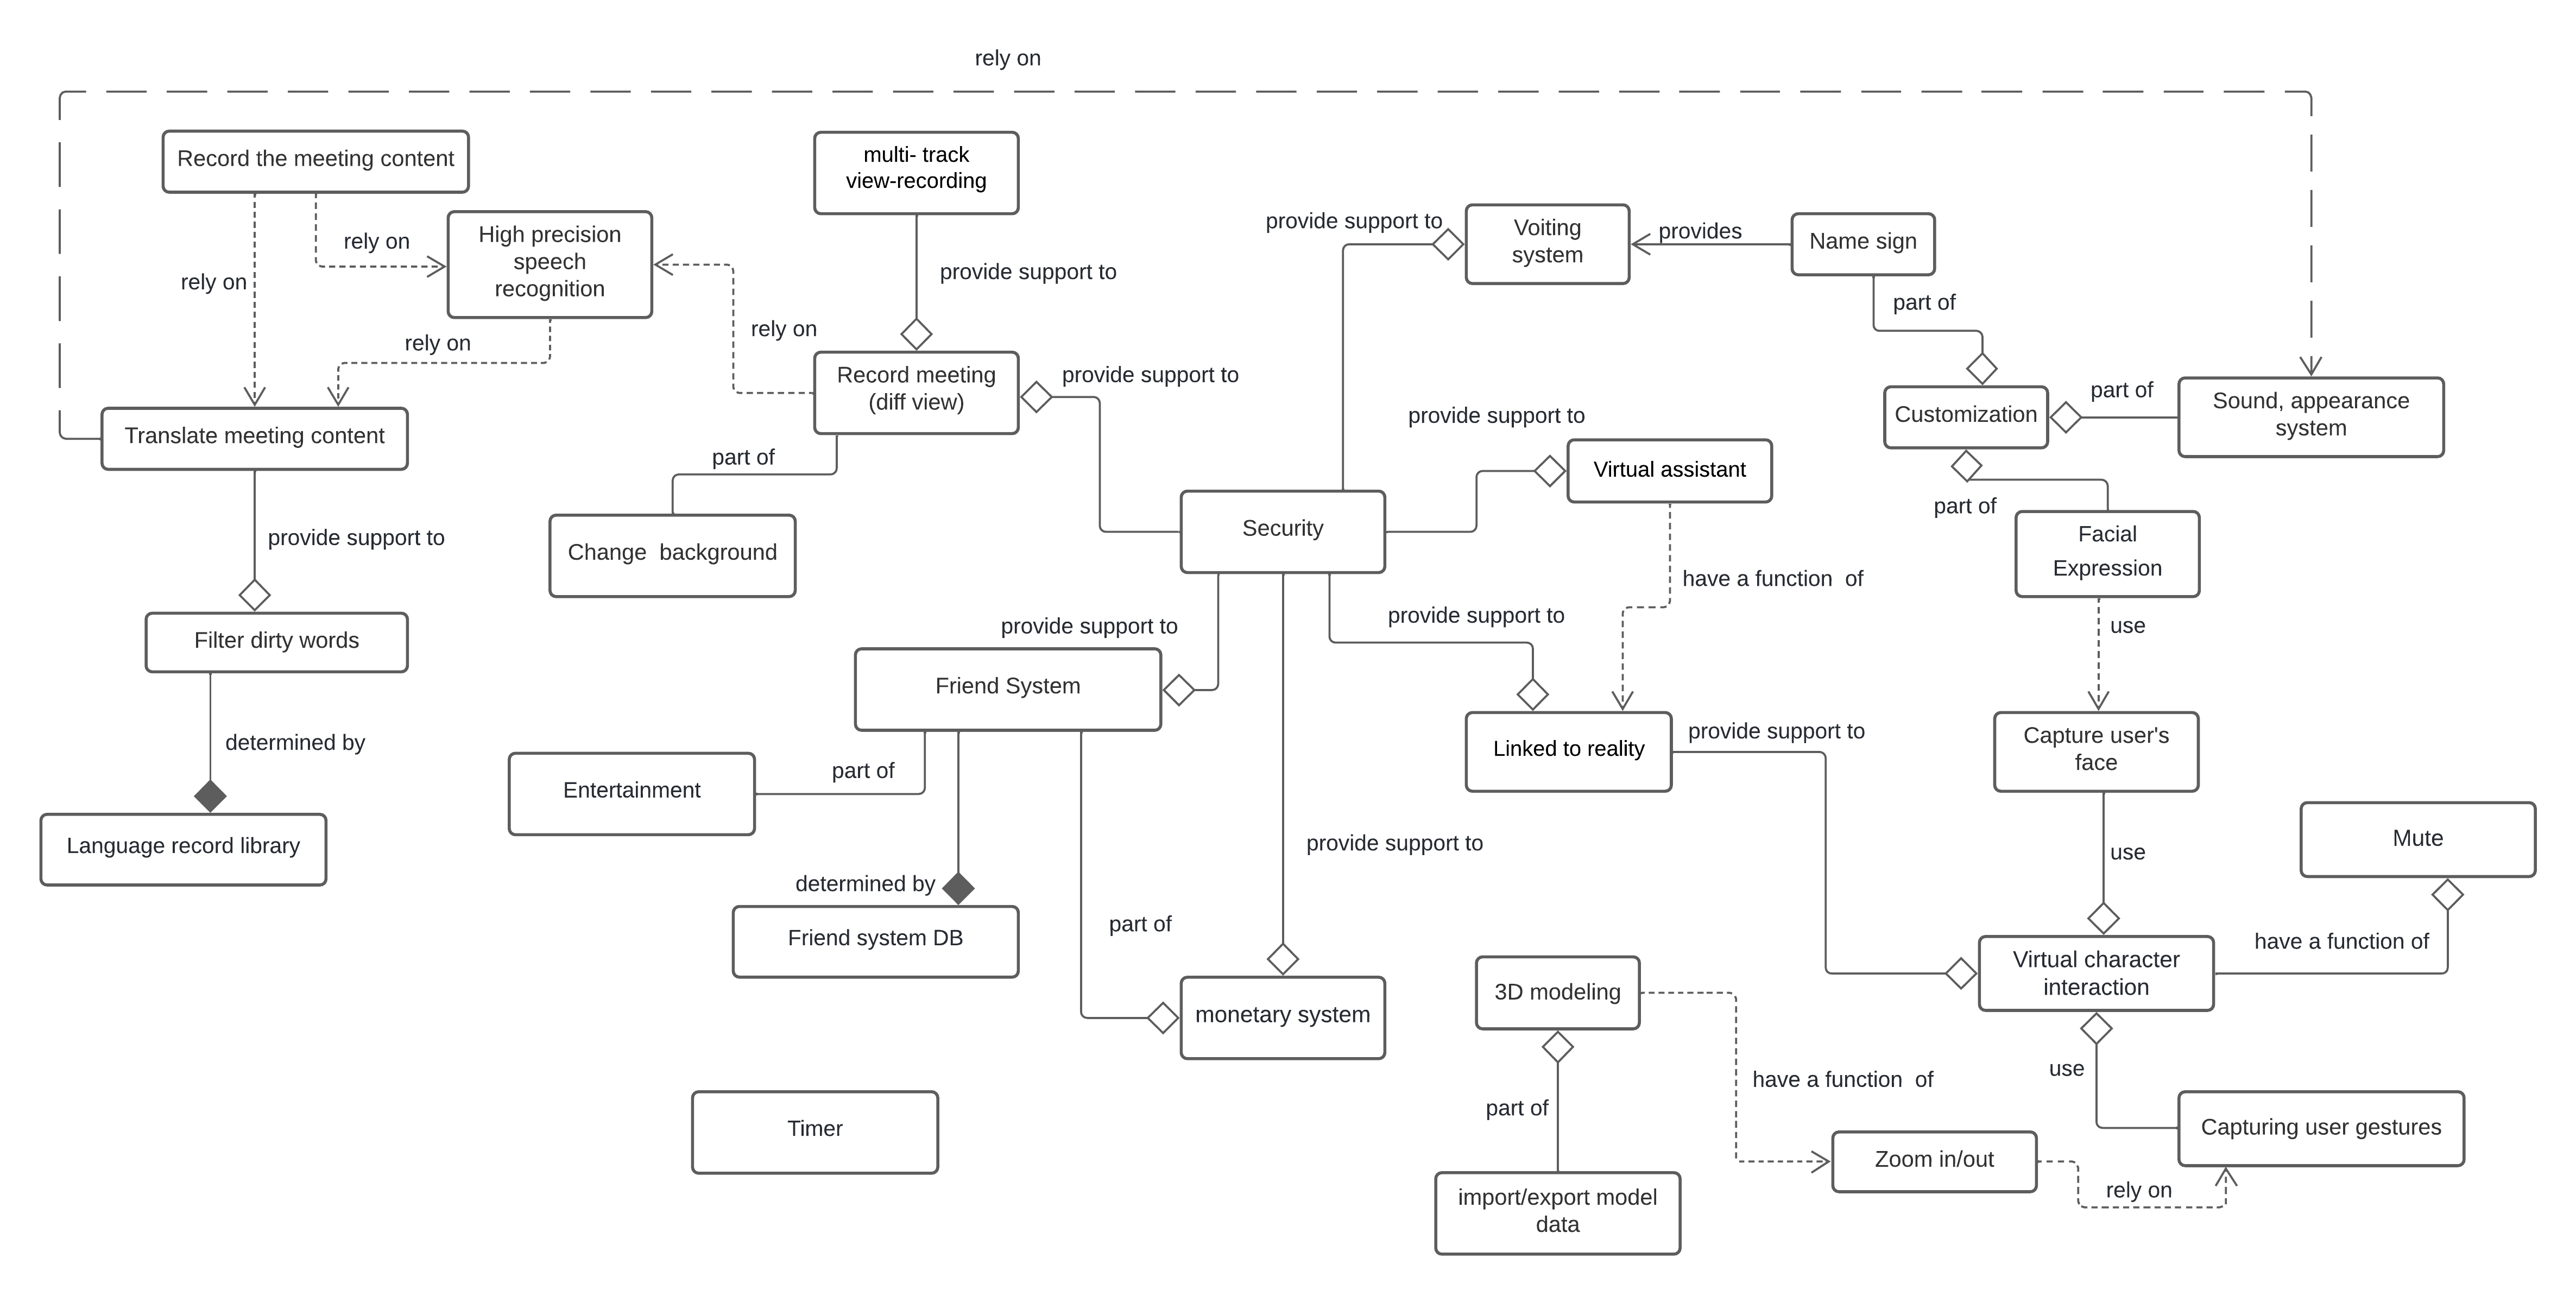 rely on
Record the meeting content
multi- track
view-recording
High precision
speech
recognition
rely on
rely on
rely on
provide support to
rely on
provide support to
Voiting
system
provides
Name sign
part of
Record meeting
(diff view)
provide support to
Customization
part of
Sound, appearance
system
Translate meeting content
part of
provide support to
Virtual assistant
part of
Facial
Expression
Change  background
Security
provide support to
have a function  of
use
Filter dirty words
provide support to
provide support to
Friend System
Linked to reality
provide support to
Capture user's
face
determined by
Entertainment
part of
Language record library
provide support to
use
Mute
determined by
Friend system DB
part of
monetary system
3D modeling
Virtual character
interaction
have a function of
use
have a function  of
part of
Timer
Zoom in/out
Capturing user gestures
rely on
import/export model
data